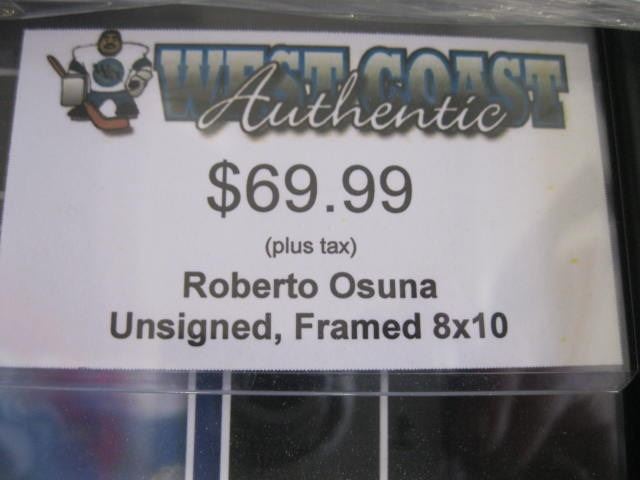 WEST COAST
Authentic
$69.99
(plus tax)
Roberto Osuna
Unsigned, Framed 8x10